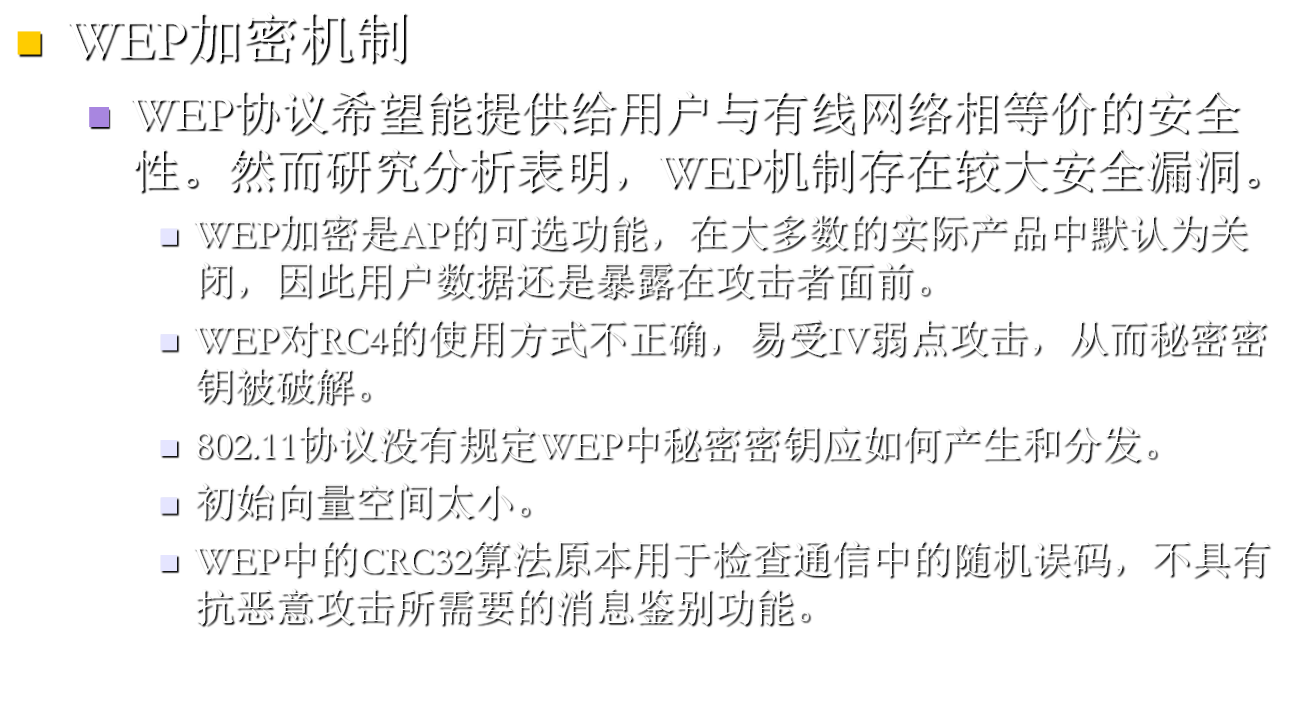 WEP加密机制
WEP协议希望能提供给用户与有线网络相等价的安全
性。然而研究分析表明，WEP机制存在较大安全漏洞。
WEP加密是AP的可选功能，在大多数的实际产品中默认为关
闭，因此用户数据还是暴露在攻击者面前。
WEP对RC4的使用方式不正确，易受IV弱点攻击，从而秘密密
钥被破解。
802.11协议没有规定WEP中秘密密钥应如何产生和分发。
初始向量空间太小。
WEP中的CRC32算法原本用于检查通信中的随机误码，不具有
抗恶意攻击所需要的消息鉴别功能。